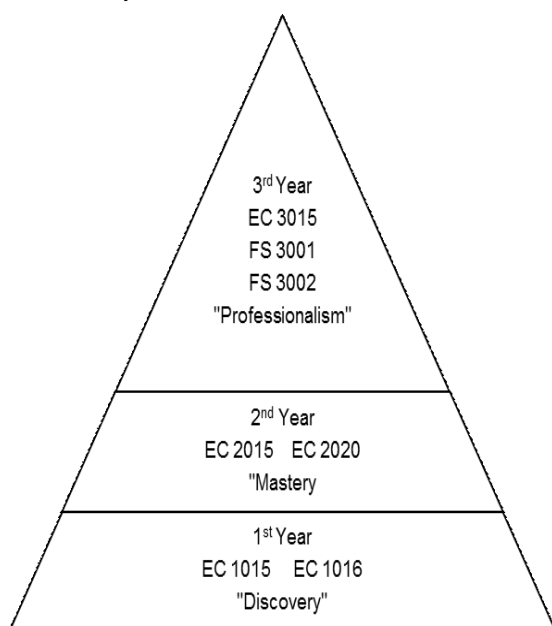 3rd Year
EC 3015
FS 3001
FS 3002
"Professionalism"
2nd Year
EC 2015 EC 2020
"Mastery
1st Year
EC 1015 EC 1016
"Discovery"